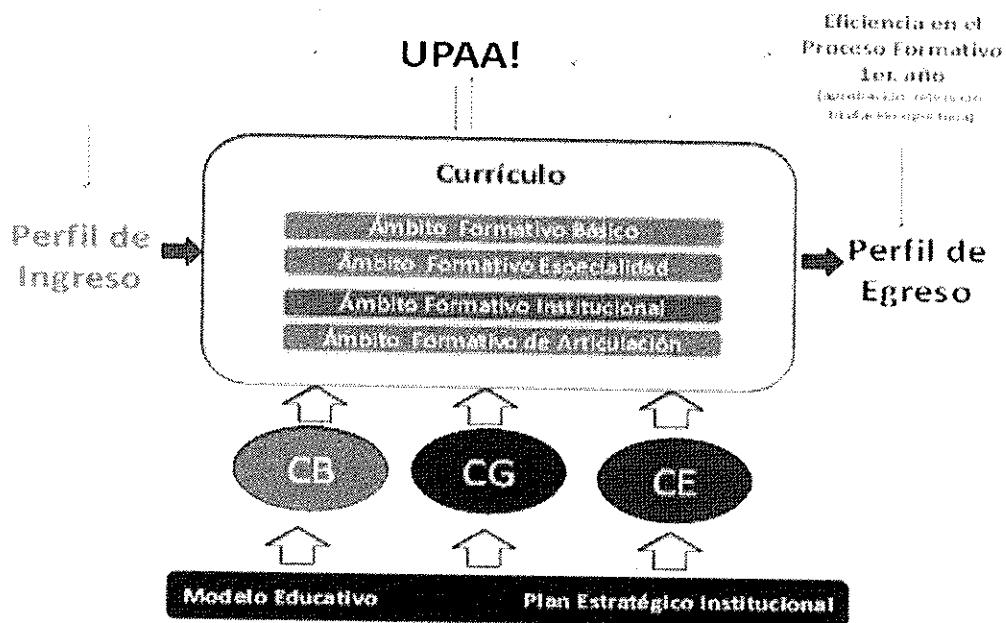 UPAA!
Eficiencia en el
Proceso Formativo
1er. año
Currículo
Ámbito Formativo Básico
Ámbito Formativo Especialidad
Ámbito Formativo Institucional
Ámbito Formativo de Articulación
Perfil de
Ingreso
Perfil de
Egreso
CB
CG
CE
Modelo Educativo
Plan Estratégico Institucional